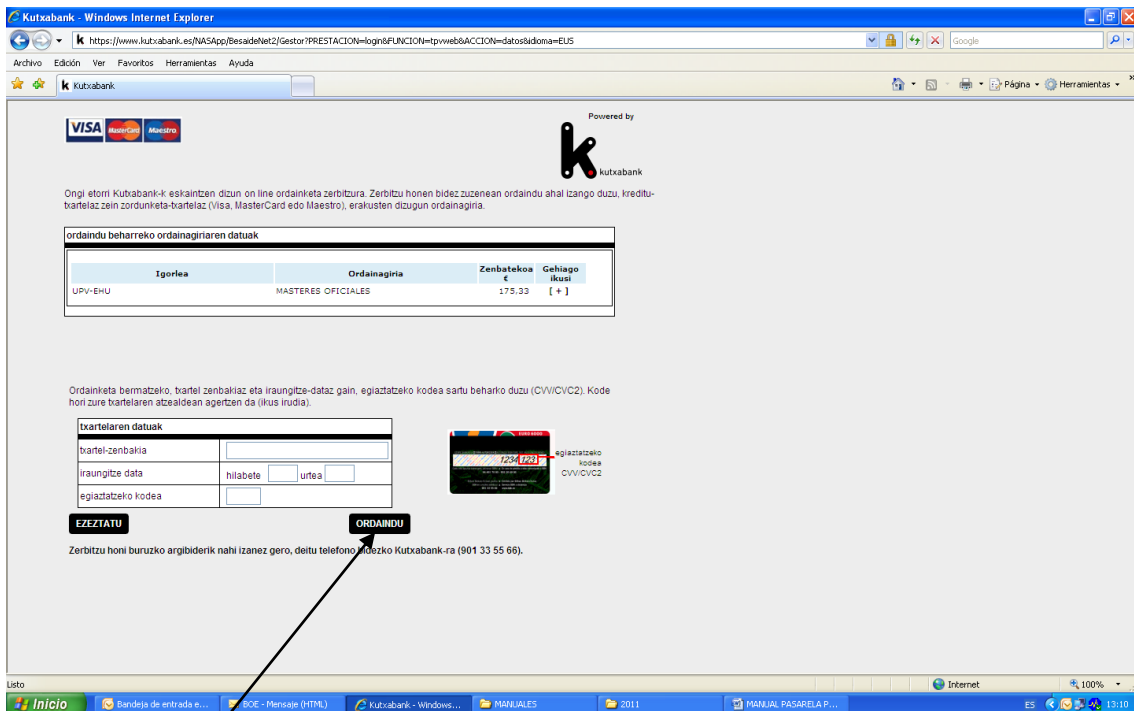 Kutxabank - Windows Internet Explorer
https://www.kutxabank.es/NASApp/BesaideNet2/Gestor?PRESTACION=login&FUNCION=tpvweb&ACCION=datos&idioma=EUS
Google
Archivo Edición Ver Favoritos Herramientas Ayuda
Kutxabank
Página Herramientas
VISA MasterCard Maestro
Powered by
kutxabank
Ongi etorri Kutxabank-k eskaintzen dizun on line ordainketa zerbitzura. Zerbitzu honen bidez zuzenean ordaindu ahal izango duzu, kreditu-
txartelaz zein zordunketa-txartelaz (Visa, MasterCard edo Maestro), erakusten dizugun ordainagiria.
ordaindu beharreko ordainagiriaren datuak
Igorlea Ordainagiria Zenbatekoa € Gehiago ikusi
UPV-EHU MASTERES OFICIALES 175,33 [ + ]
Ordainketa bermatzeko, txartel zenbakiaz eta iraungitze-dataz gain, egiaztatzeko kodea sartu beharko duzu (CVV/CVC2). Kode
hori zure txartelaren atzealdean agertzen da (ikus irudia).
txartelaren datuak
txartel-zenbakia
iraungitze data hilabete urtea
egiaztatzeko kodea
1234 123
egiaztatzeko
kodea
CVV/CVC2
EZEZTATU ORDAINDU
Zerbitzu honi buruzko argibiderik nahi izanez gero, deitu telefono bidezko Kutxabank-ra (901 33 55 66).
Listo Internet 100%
Inicio Bandeja de entrada e... BOE - Mensaje (HTML) Kutxabank - Windows... MANUALES 2011 MANUAL PASARELA P... ES 13:10